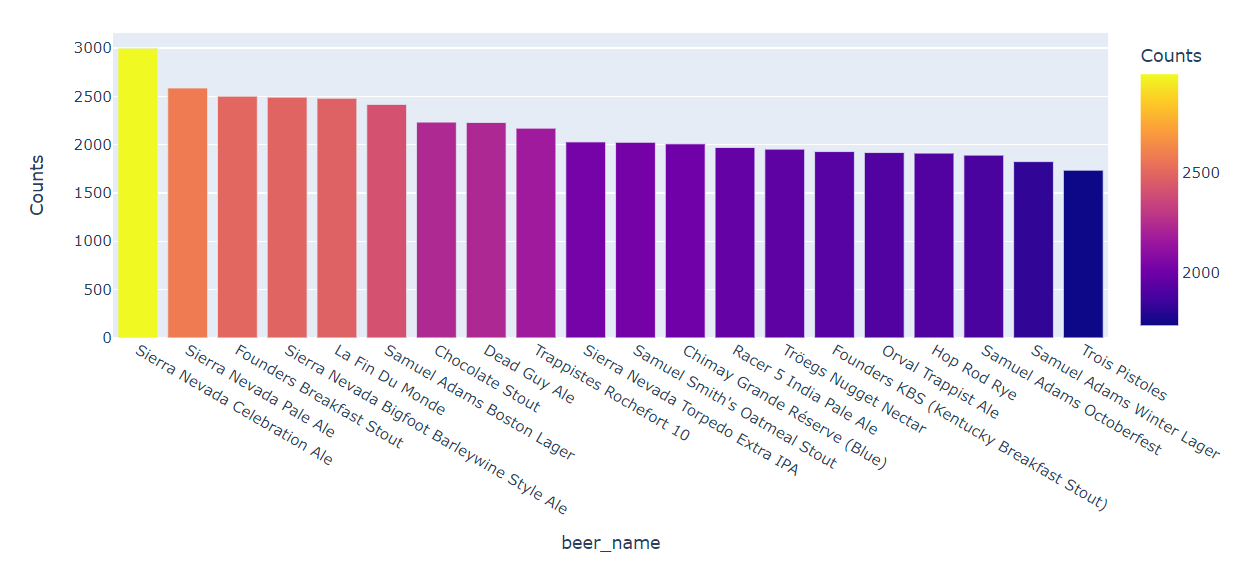 Counts
3000
2500
2000
1500
1000
500
0
Sierra Nevada Celebration Ale
Sierra Nevada Pale Ale
Founders Breakfast Stout
Sierra Nevada Bigfoot Barleywine Style Ale
La Fin Du Monde
Samuel Adams Boston Lager
Chocolate Stout
Dead Guy Ale
Trappistes Rochefort 10
Sierra Nevada Torpedo Extra IPA
Samuel Smith's Oatmeal Stout
Chimay Grande Réserve (Blue)
Racer 5 India Pale Ale
Tröegs Nugget Nectar
Founders KBS (Kentucky Breakfast Stout)
Orval Trappist Ale
Hop Rod Rye
Samuel Adams Octoberfest
Samuel Adams Winter Lager
Trois Pistoles
beer_name
Counts
2500
2000